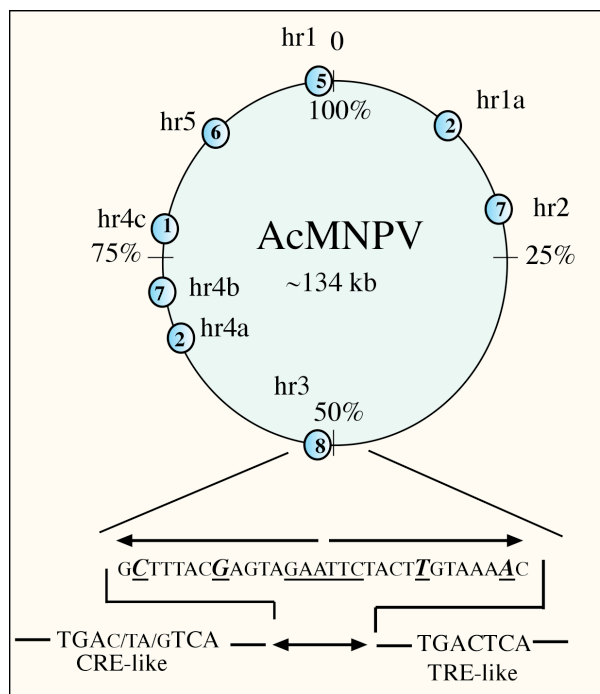 hr1 0
5
100%
hr1a
2
hr5
6
7
hr2
hr4c
1
75%
25%
AcMNPV
~134 kb
7
hr4b
2
hr4a
hr3
50%
8
GCTTTACGAGTAGAATTCTACTTGTAAAAC
TGAC/TA/GTCA
CRE-like
TGACTCA
TRE-like